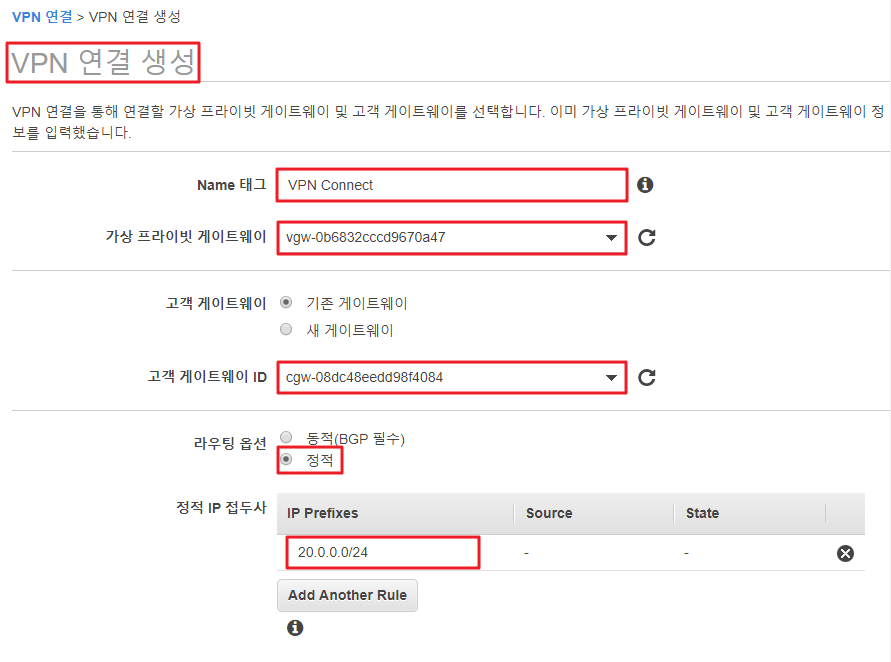 VPN 연결 > VPN 연결 생성
VPN 연결 생성
VPN 연결을 통해 연결할 가상 프라이빗 게이트웨이 및 고객 게이트웨이를 선택합니다. 이미 가상 프라이빗 게이트웨이 및 고객 게이트웨이 정
보를 입력했습니다.
Name 태그 VPN Connect
가상 프라이빗 게이트웨이 vgw-0b6832cccd9670a47
고객 게이트웨이 기존 게이트웨이
새 게이트웨이
고객 게이트웨이 ID cgw-08dc48eedd98f4084
라우팅 옵션 동적(BGP 필수)
정적
정적 IP 접두사 IP Prefixes Source State
20.0.0.0/24 - -
Add Another Rule